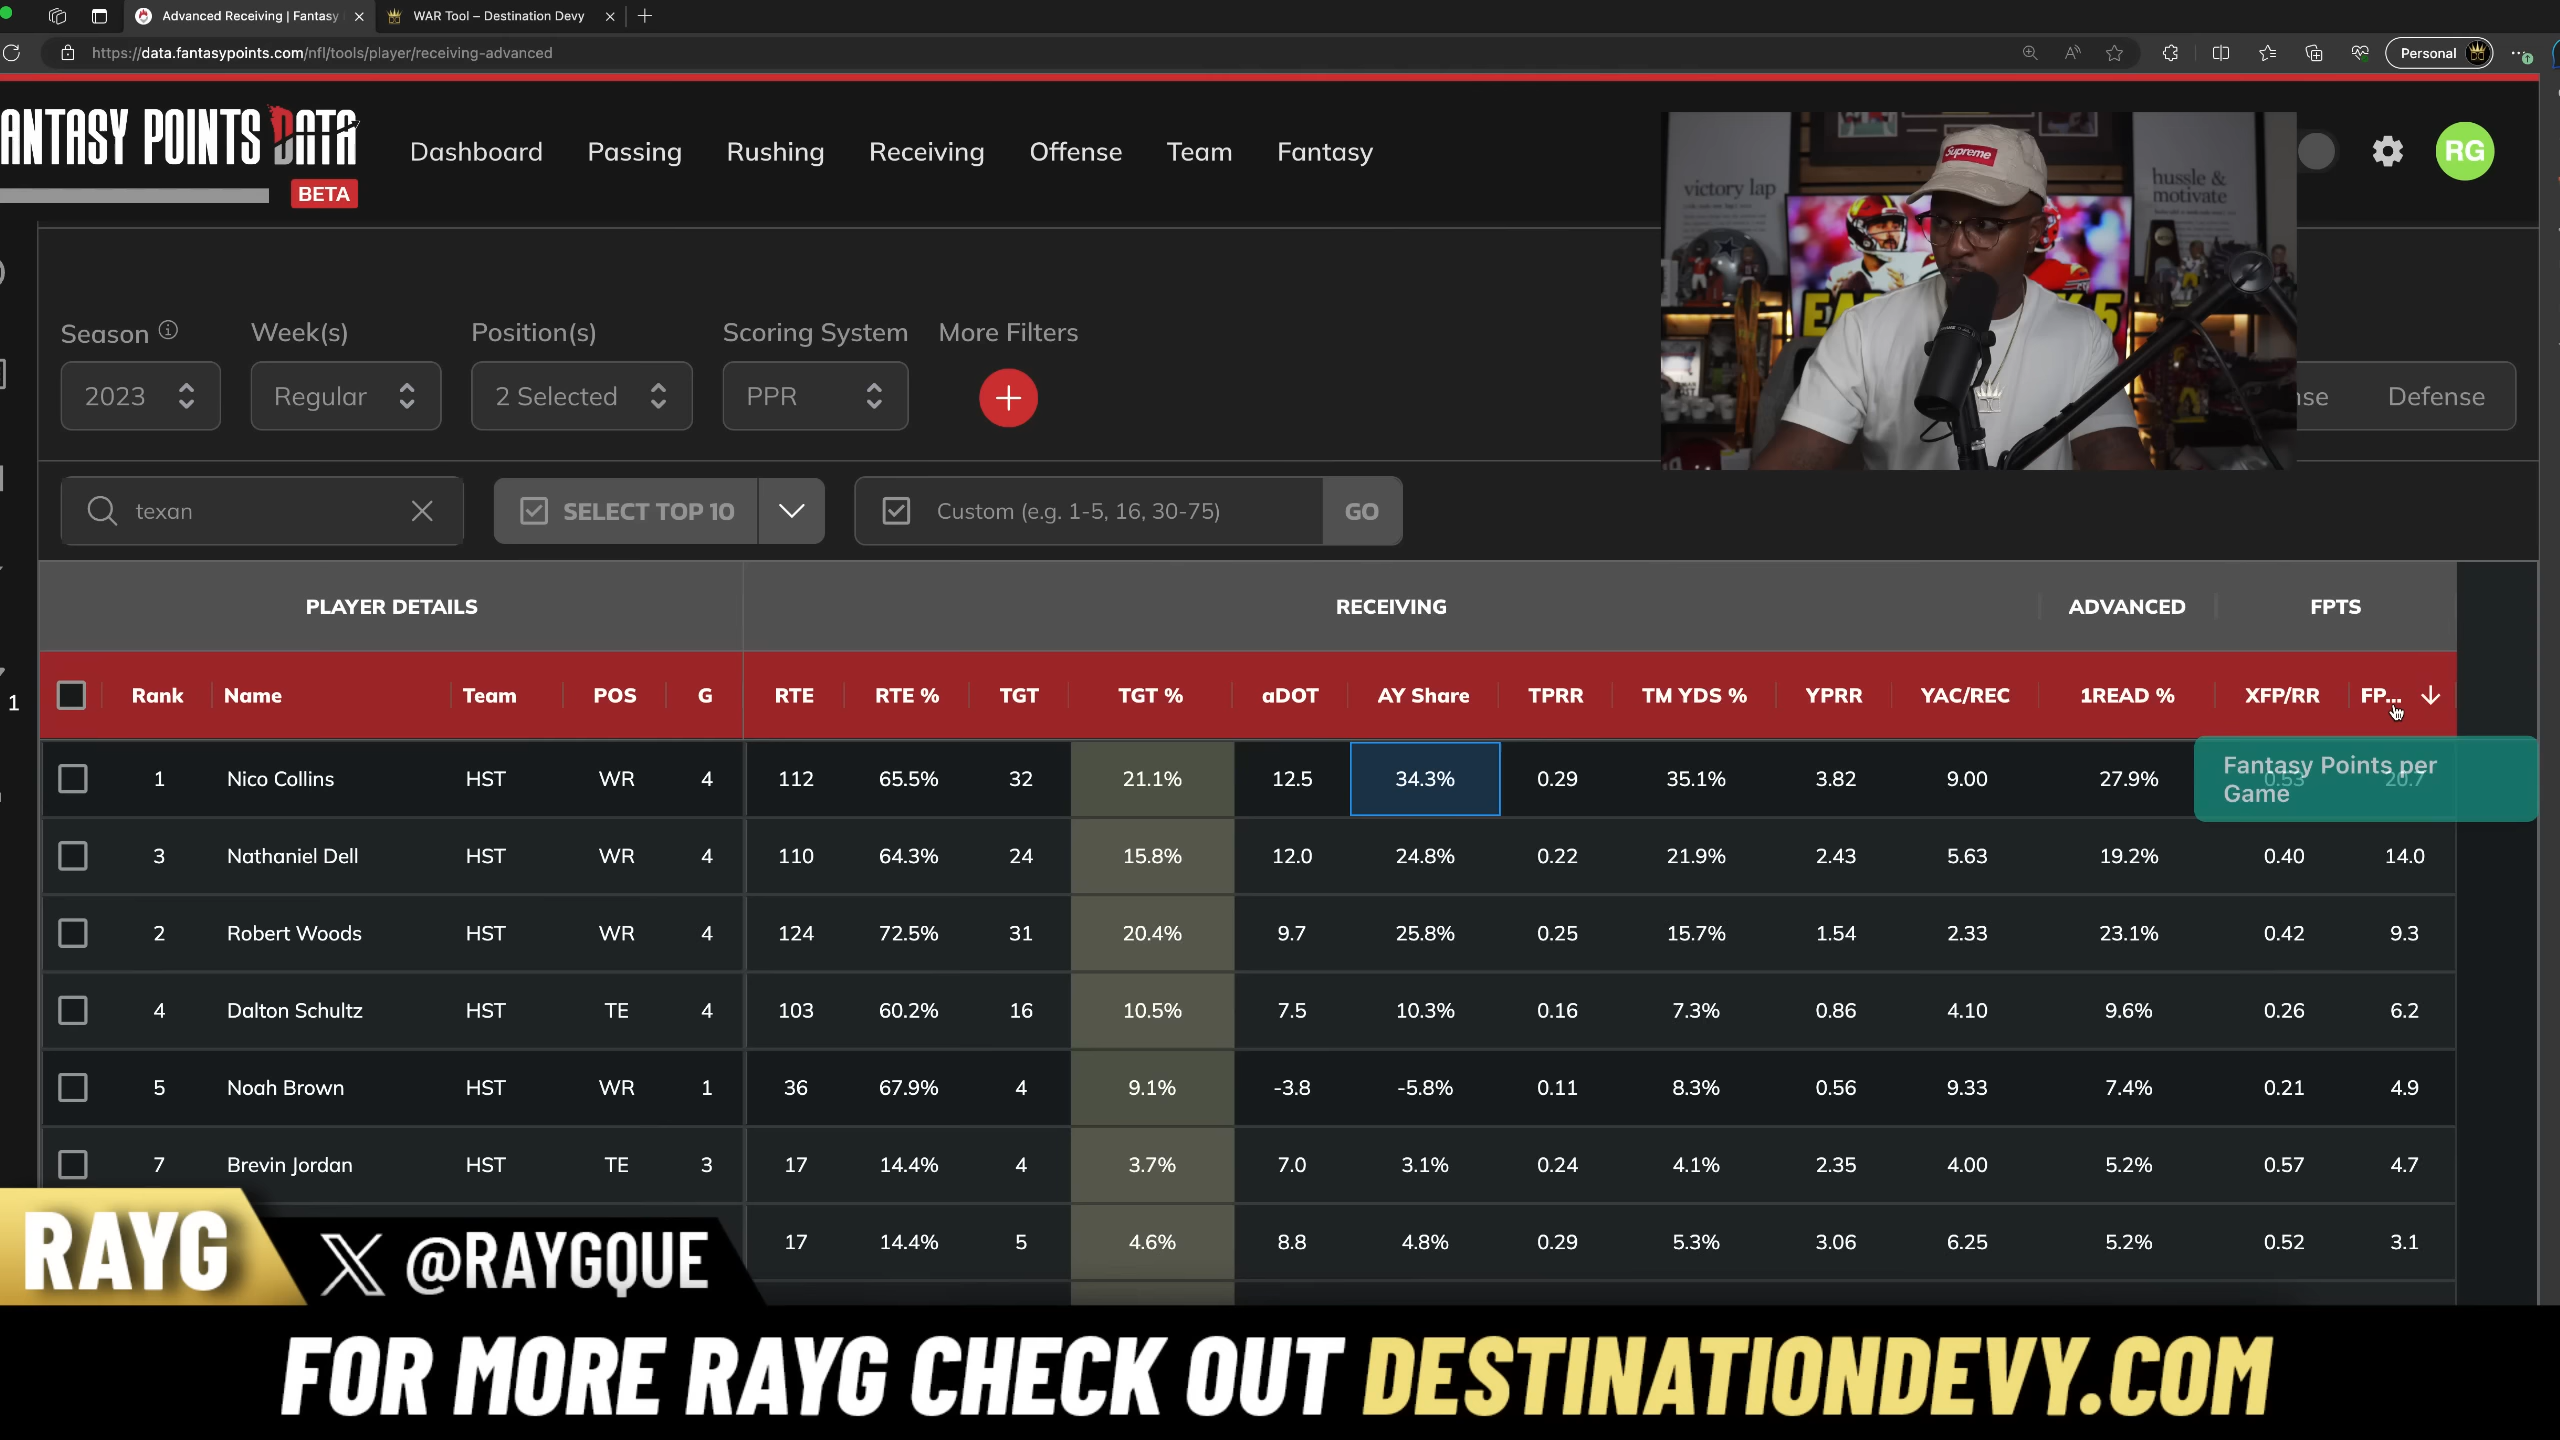 Advanced Receiving | Fantasy
WAR Tool – Destination Devy
https://data.fantasypoints.com/nfl/tools/player/receiving-advanced
Personal
ANTASY POINTS DATA
BETA
Dashboard Passing Rushing Receiving Offense Team Fantasy
RG
victory lap
hussle &
motivate
Supreme
Season Week(s) Position(s) Scoring System More Filters
2023 Regular 2 Selected PPR
nse Defense
texan SELECT TOP 10 Custom (e.g. 1-5, 16, 30-75) GO
PLAYER DETAILS RECEIVING ADVANCED FPTS
1
Rank Name Team POS G RTE RTE % TGT TGT % aDOT AY Share TPRR TM YDS % YPRR YAC/REC 1READ % XFP/RR FP...
1 Nico Collins HST WR 4 112 65.5% 32 21.1% 12.5 34.3% 0.29 35.1% 3.82 9.00 27.9% 0.53 20.7
Fantasy Points per
Game
3 Nathaniel Dell HST WR 4 110 64.3% 24 15.8% 12.0 24.8% 0.22 21.9% 2.43 5.63 19.2% 0.40 14.0
2 Robert Woods HST WR 4 124 72.5% 31 20.4% 9.7 25.8% 0.25 15.7% 1.54 2.33 23.1% 0.42 9.3
4 Dalton Schultz HST TE 4 103 60.2% 16 10.5% 7.5 10.3% 0.16 7.3% 0.86 4.10 9.6% 0.26 6.2
5 Noah Brown HST WR 1 36 67.9% 4 9.1% -3.8 -5.8% 0.11 8.3% 0.56 9.33 7.4% 0.21 4.9
7 Brevin Jordan HST TE 3 17 14.4% 4 3.7% 7.0 3.1% 0.24 4.1% 2.35 4.00 5.2% 0.57 4.7
17 14.4% 5 4.6% 8.8 4.8% 0.29 5.3% 3.06 6.25 5.2% 0.52 3.1
RAYG X @RAYGQUE
FOR MORE RAYG CHECK OUT DESTINATIONDEVY.COM